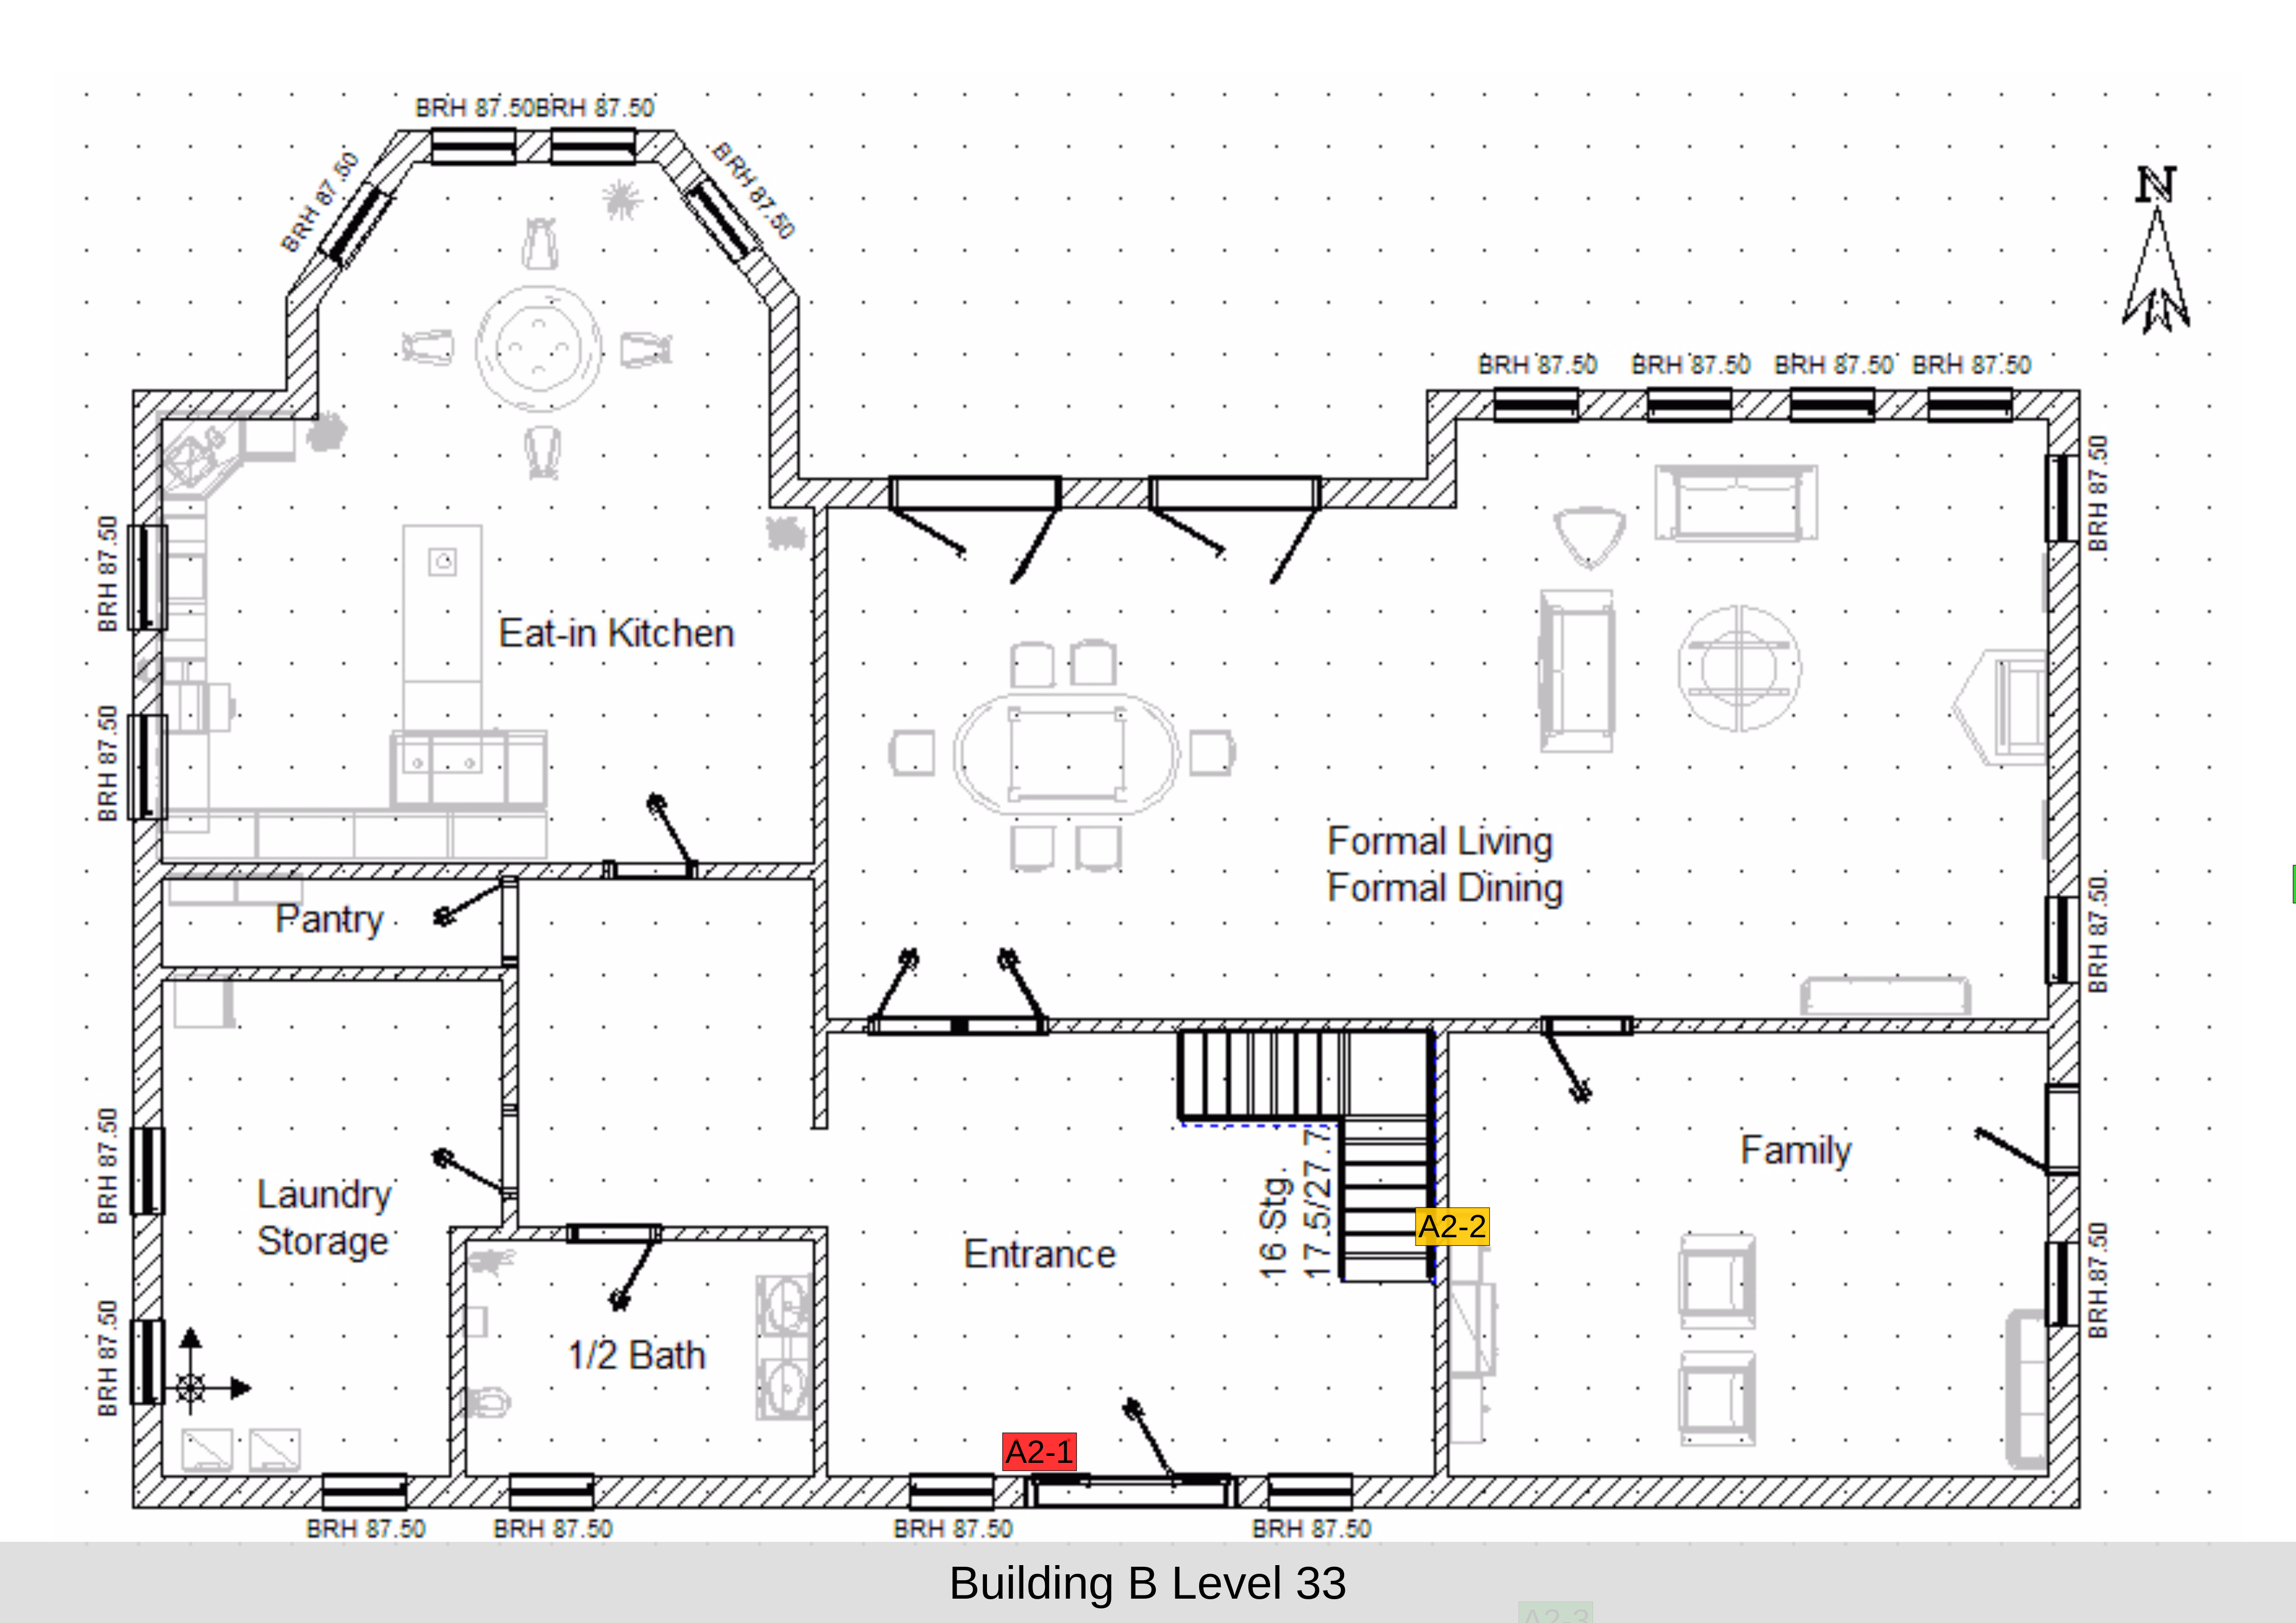 BRH 87.50BRH 87.50
BRH 87.50
BRH 87.50
N
BRH 87.50 BRH 87.50 BRH 87.50 BRH 87.50
BRH 87.50
BRH 87.50
Eat-in Kitchen
BRH 87.50
Formal Living
Formal Dining
Pantry
BRH 87.50
BRH 87.50
Laundry
Storage
Entrance
16 Stg.
17.5/27.7
A2-2
Family
BRH 87.50
1/2 Bath
BRH 87.50
A2-1
BRH 87.50
BRH 87.50
BRH 87.50
BRH 87.50
Building B Level 33
A2-3